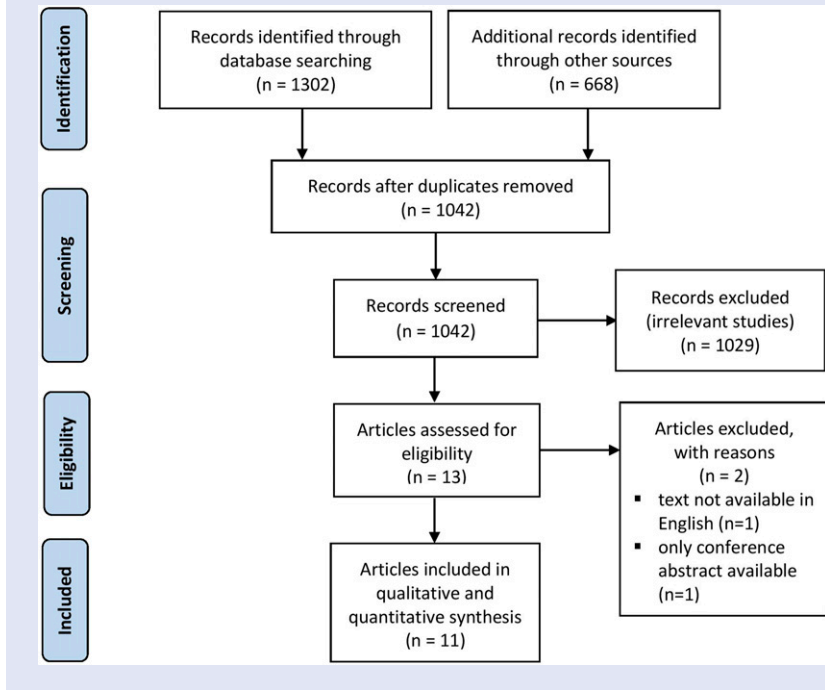 Identification
Records identified through
database searching
(n = 1302)
Additional records identified
through other sources
(n = 668)
Records after duplicates removed
(n = 1042)
Screening
Records screened
(n = 1042)
Records excluded
(irrelevant studies)
(n = 1029)
Eligibility
Articles assessed for
eligibility
(n = 13)
Articles excluded,
with reasons
(n = 2)
▪ text not available in
English (n=1)
▪ only conference
abstract available
(n=1)
Included
Articles included in
qualitative and
quantitative synthesis
(n = 11)